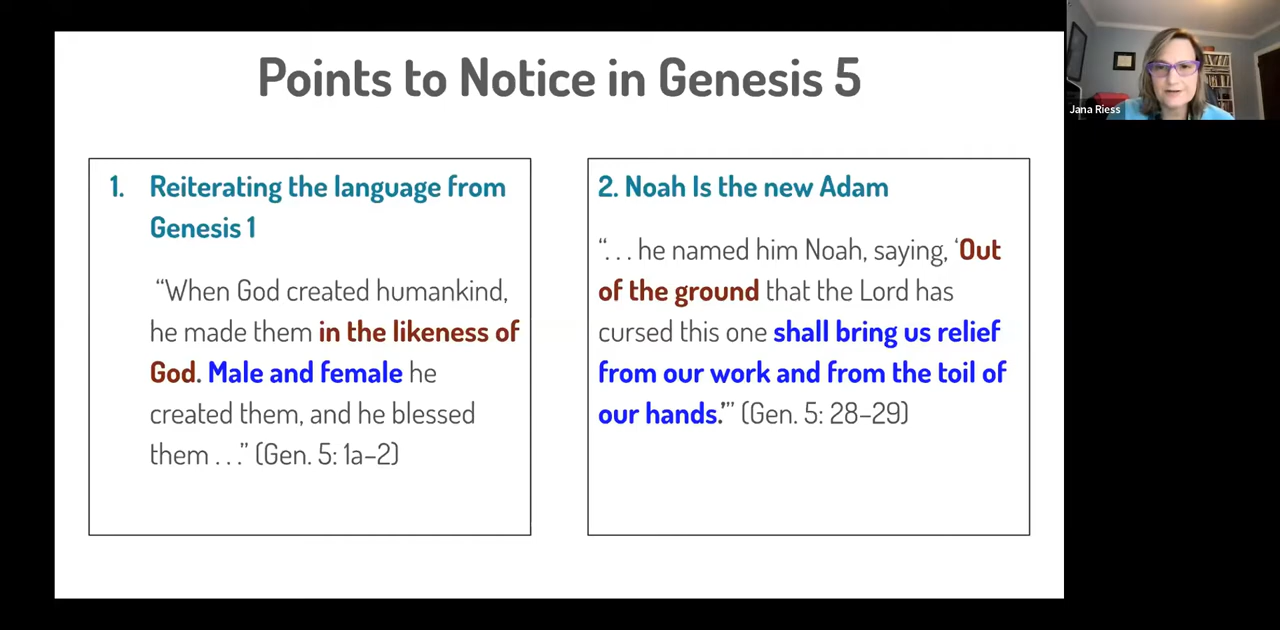 Points to Notice in Genesis 5
1. Reiterating the language from
Genesis 1
“When God created humankind,
he made them in the likeness of
God. Male and female he
created them, and he blessed
them . . .” (Gen. 5: 1a–2)
2. Noah Is the new Adam
“. . . he named him Noah, saying, ‘Out
of the ground that the Lord has
cursed this one shall bring us relief
from our work and from the toil of
our hands.’” (Gen. 5: 28–29)
Jana Riess